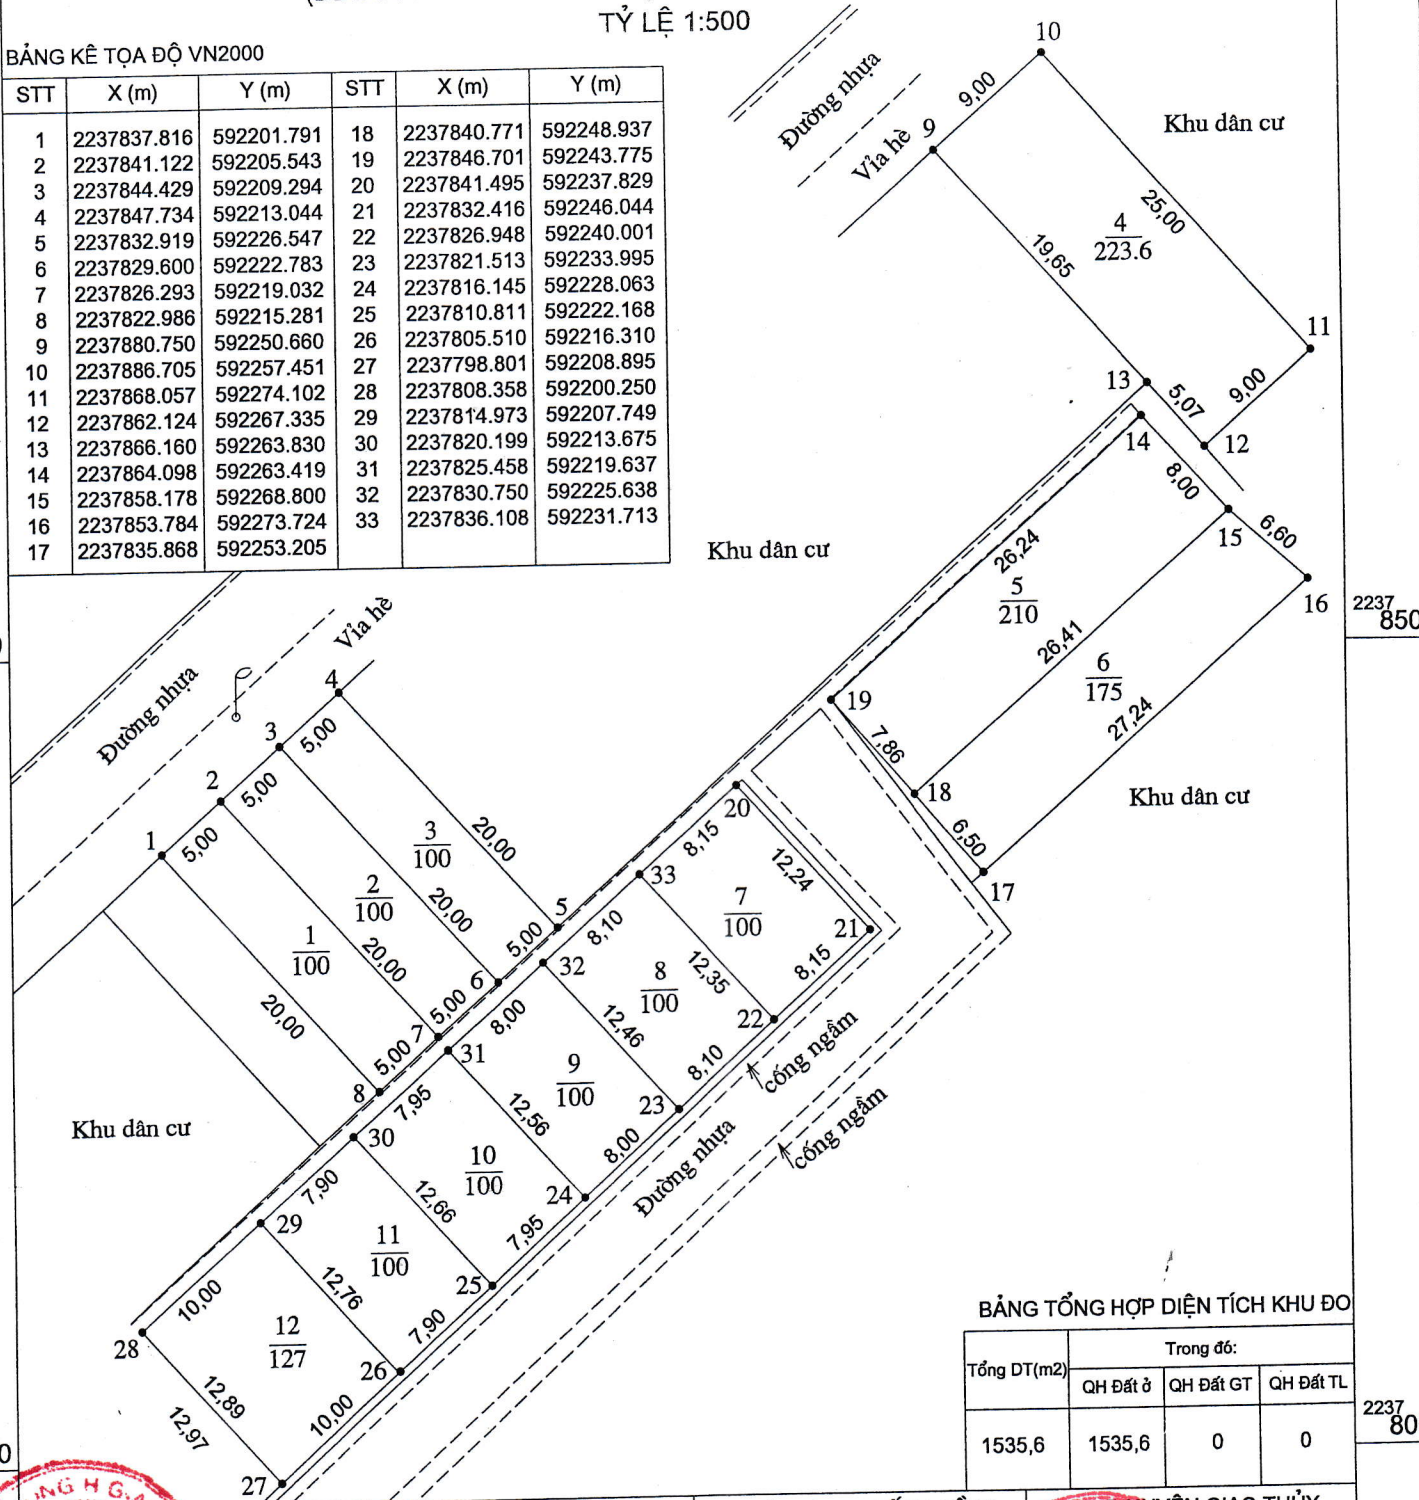 TỶ LỆ 1:500
BẢNG KÊ TỌA ĐỘ VN2000
STT X (m) Y (m) STT X (m) Y (m)
1 2237837.816 592201.791 18 2237840.771 592248.937
2 2237841.122 592205.543 19 2237846.701 592243.775
3 2237844.429 592209.294 20 2237841.495 592237.829
4 2237847.734 592213.044 21 2237832.416 592246.044
5 2237832.919 592226.547 22 2237826.948 592240.001
6 2237829.600 592222.783 23 2237821.513 592233.995
7 2237826.293 592219.032 24 2237816.145 592228.063
8 2237822.986 592215.281 25 2237810.811 592222.168
9 2237880.750 592250.660 26 2237805.510 592216.310
10 2237886.705 592257.451 27 2237798.801 592208.895
11 2237868.057 592274.102 28 2237808.358 592200.250
12 2237862.124 592267.335 29 2237814.973 592207.749
13 2237866.160 592263.830 30 2237820.199 592213.675
14 2237864.098 592263.419 31 2237825.458 592219.637
15 2237858.178 592268.800 32 2237830.750 592225.638
16 2237853.784 592273.724 33 2237836.108 592231.713
17 2237835.868 592253.205
10
9,00
Đường nhựa
9
Vỉa hè
Khu dân cư
25,00
4
223.6
19,65
11
13
5,07
9,00
12
14
8,00
15
6,60
16
Khu dân cư
26,24
5
210
26,41
6
175
27,24
2237
850
Vỉa hè
Đường nhựa
4
3
5,00
2
5,00
1
5,00
19
7,86
18
6,50
17
Khu dân cư
20
8,15
33
12,24
7
100
21
8,15
3
100
20,00
2
100
20,00
1
100
20,00
20,00
5
5,00
6
5,00
7
5,00
8
8,10
32
8
100
12,35
22
8,10
8,00
31
12,46
9
100
23
8,00
7,95
30
12,56
10
100
24
7,95
7,90
29
12,66
11
100
25
7,90
10,00
28
12,76
12
127
26
10,00
12,89
12,97
27
Khu dân cư
cống ngầm
cống ngầm
Đường nhựa
BẢNG TỔNG HỢP DIỆN TÍCH KHU ĐO
Tổng DT(m2) Trong đó:
QH Đất ở QH Đất GT QH Đất TL
1535,6 1535,6 0 0
2237
80
0